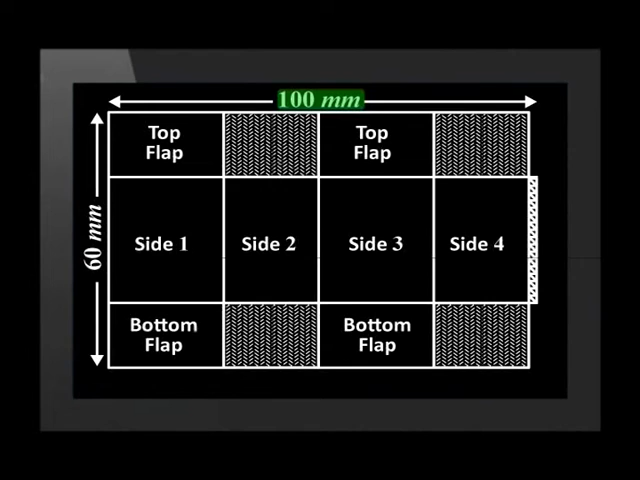 100 mm
Top
Flap
Top
Flap
60 mm
Side 1
Side 2
Side 3
Side 4
Bottom
Flap
Bottom
Flap